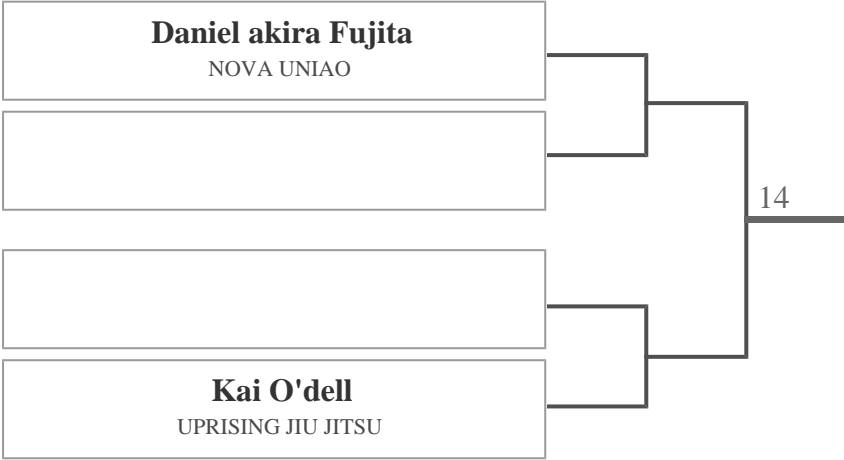 Daniel akira Fujita
NOVA UNIAO
14
Kai O'dell
UPRISING JIU JITSU